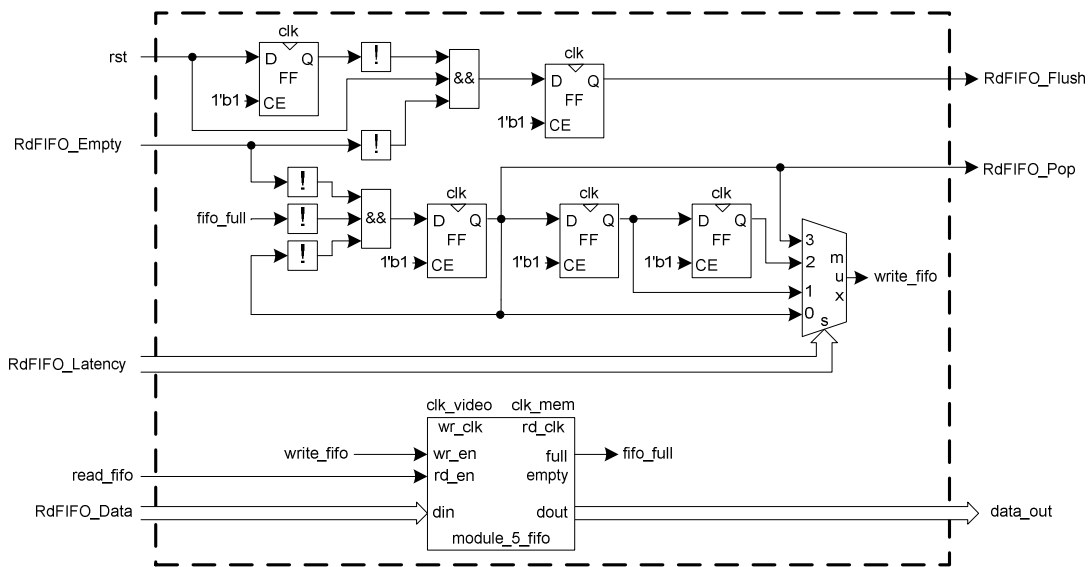 clk
rst
D Q
FF
1'b1
CE
!
&&
clk
D Q
FF
1'b1
CE
RdFIFO_Flush
RdFIFO_Empty
!
RdFIFO_Pop
!
fifo_full
!
!
&&
clk
D Q
FF
1'b1
CE
clk
D Q
FF
1'b1
CE
clk
D Q
FF
1'b1
CE
3
2
1
0
s
m
u
x
write_fifo
RdFIFO_Latency
clk_video clk_mem
wr_clk rd_clk
write_fifo
wr_en
full
fifo_full
read_fifo
rd_en
empty
RdFIFO_Data
din
dout
data_out
module_5_fifo